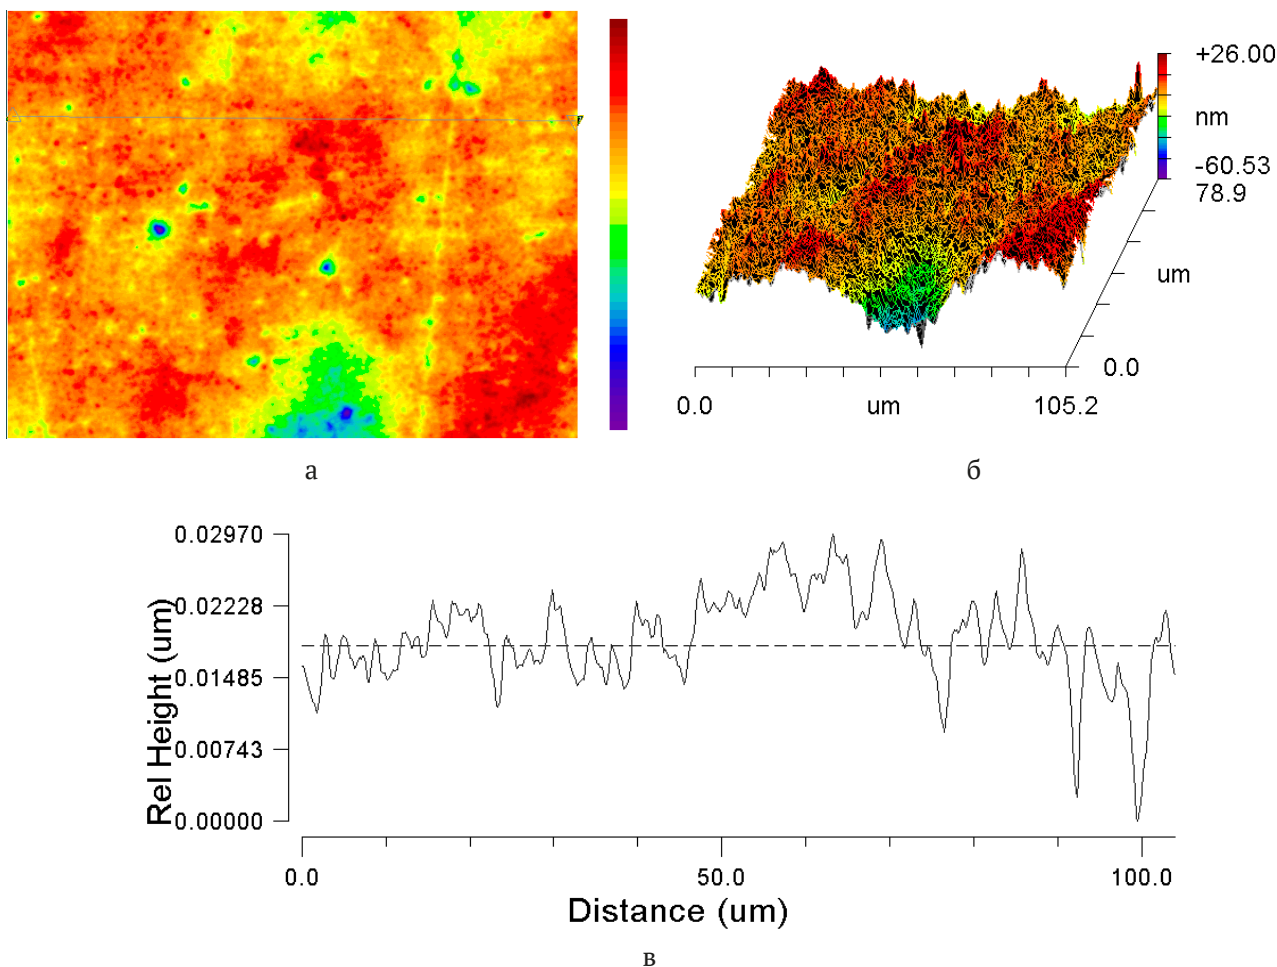 +26.00
nm
-60.53
78.9
um
0.0
0.0
um
105.2
а
б
0.02970
0.02228
0.01485
0.00743
0.00000
Rel Height (um)
0.0
50.0
100.0
Distance (um)
в